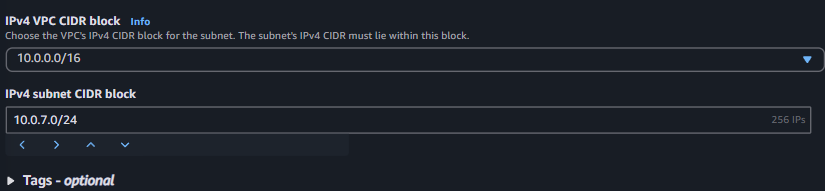 IPv4 VPC CIDR block Info
Choose the VPC's IPv4 CIDR block for the subnet. The subnet's IPv4 CIDR must lie within this block.
10.0.0.0/16
IPv4 subnet CIDR block
10.0.7.0/24 256 IPs
Tags - optional